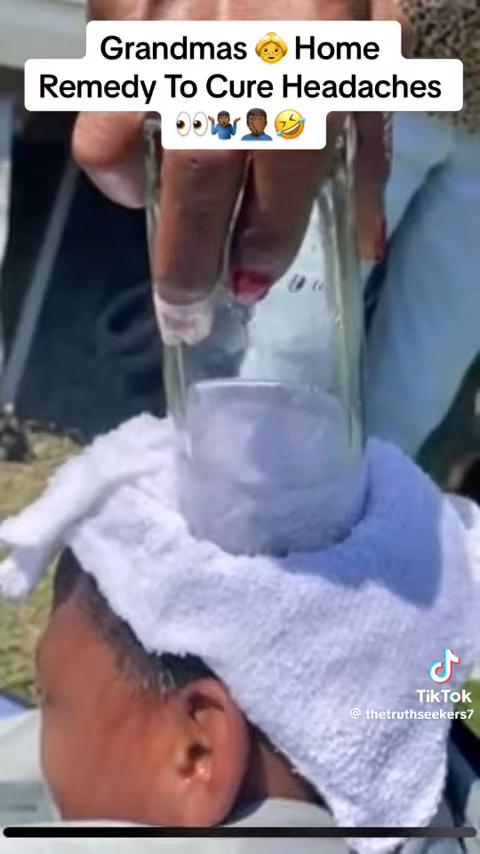 Grandmas 👵 Home
Remedy To Cure Headaches
👀🤷🏾‍♂️🤦🏾‍♂️🤣
TikTok
@ thetruthseekers7